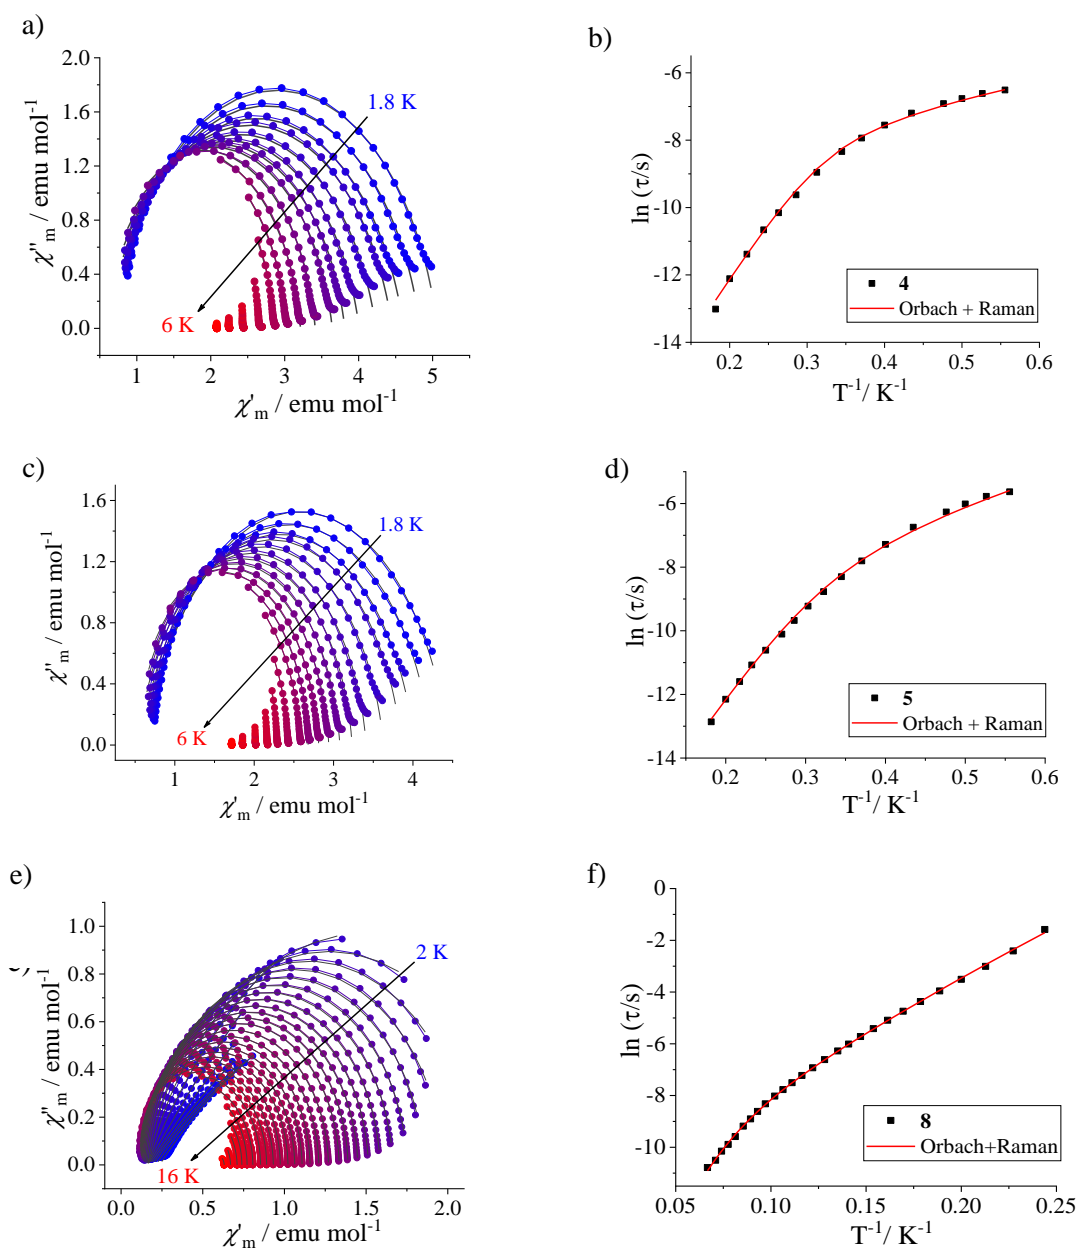 a)
2.0
1.6
1.2
0.8
0.4
0.0
χ''m / emu mol-1
1.8 K
6 K
1 2 3 4 5
χ'm / emu mol-1
b)
-6
-8
-10
-12
-14
ln (τ/s)
4
Orbach + Raman
0.2 0.3 0.4 0.5 0.6
T-1/ K-1
c)
1.6
1.2
0.8
0.4
0.0
χ''m / emu mol-1
1.8 K
6 K
1 2 3 4
χ'm / emu mol-1
d)
-6
-8
-10
-12
-14
ln (τ/s)
5
Orbach + Raman
0.2 0.3 0.4 0.5 0.6
T-1/ K-1
e)
1.0
0.8
0.6
0.4
0.2
0.0
χ''m / emu mol-1
2 K
16 K
0.0 0.5 1.0 1.5 2.0
χ'm / emu mol-1
f)
0
-2
-4
-6
-8
-10
ln (τ/s)
8
Orbach+Raman
0.05 0.10 0.15 0.20 0.25
T-1/ K-1